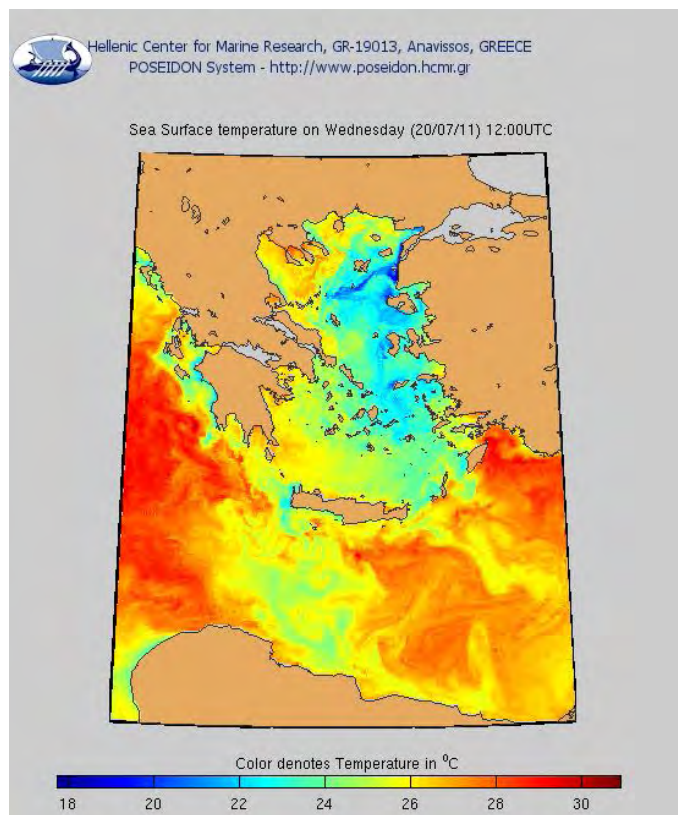 Hellenic Center for Marine Research, GR-19013, Anavissos, GREECE
POSEIDON System - http://www.poseidon.hcmr.gr
Sea Surface temperature on Wednesday (20/07/11) 12:00UTC
Color denotes Temperature in ⁰C
18 20 22 24 26 28 30